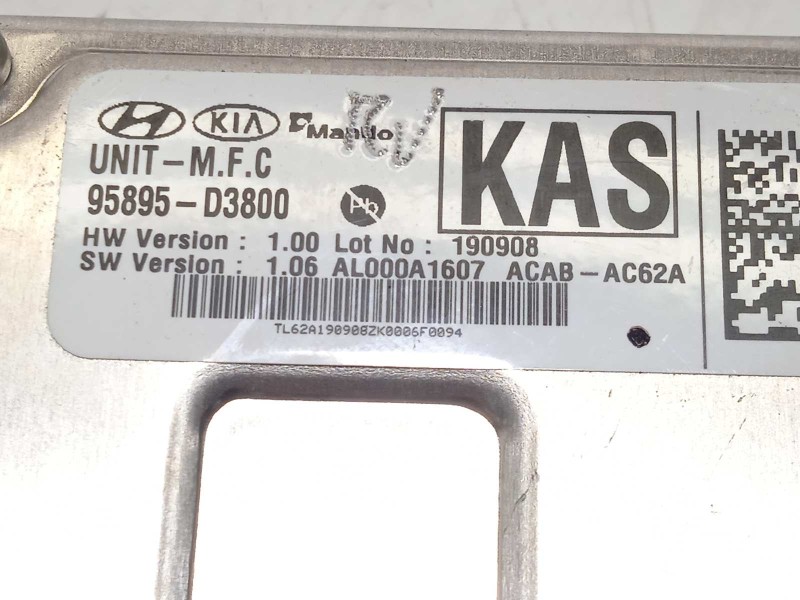 KIA Mando
KAS
UNIT-M.F.C
95895-D3800
Pb
HW Version : 1.00 Lot No : 190908
SW Version : 1.06 AL000A1607 ACAB-AC62A
TL62A190908ZK0006F0094